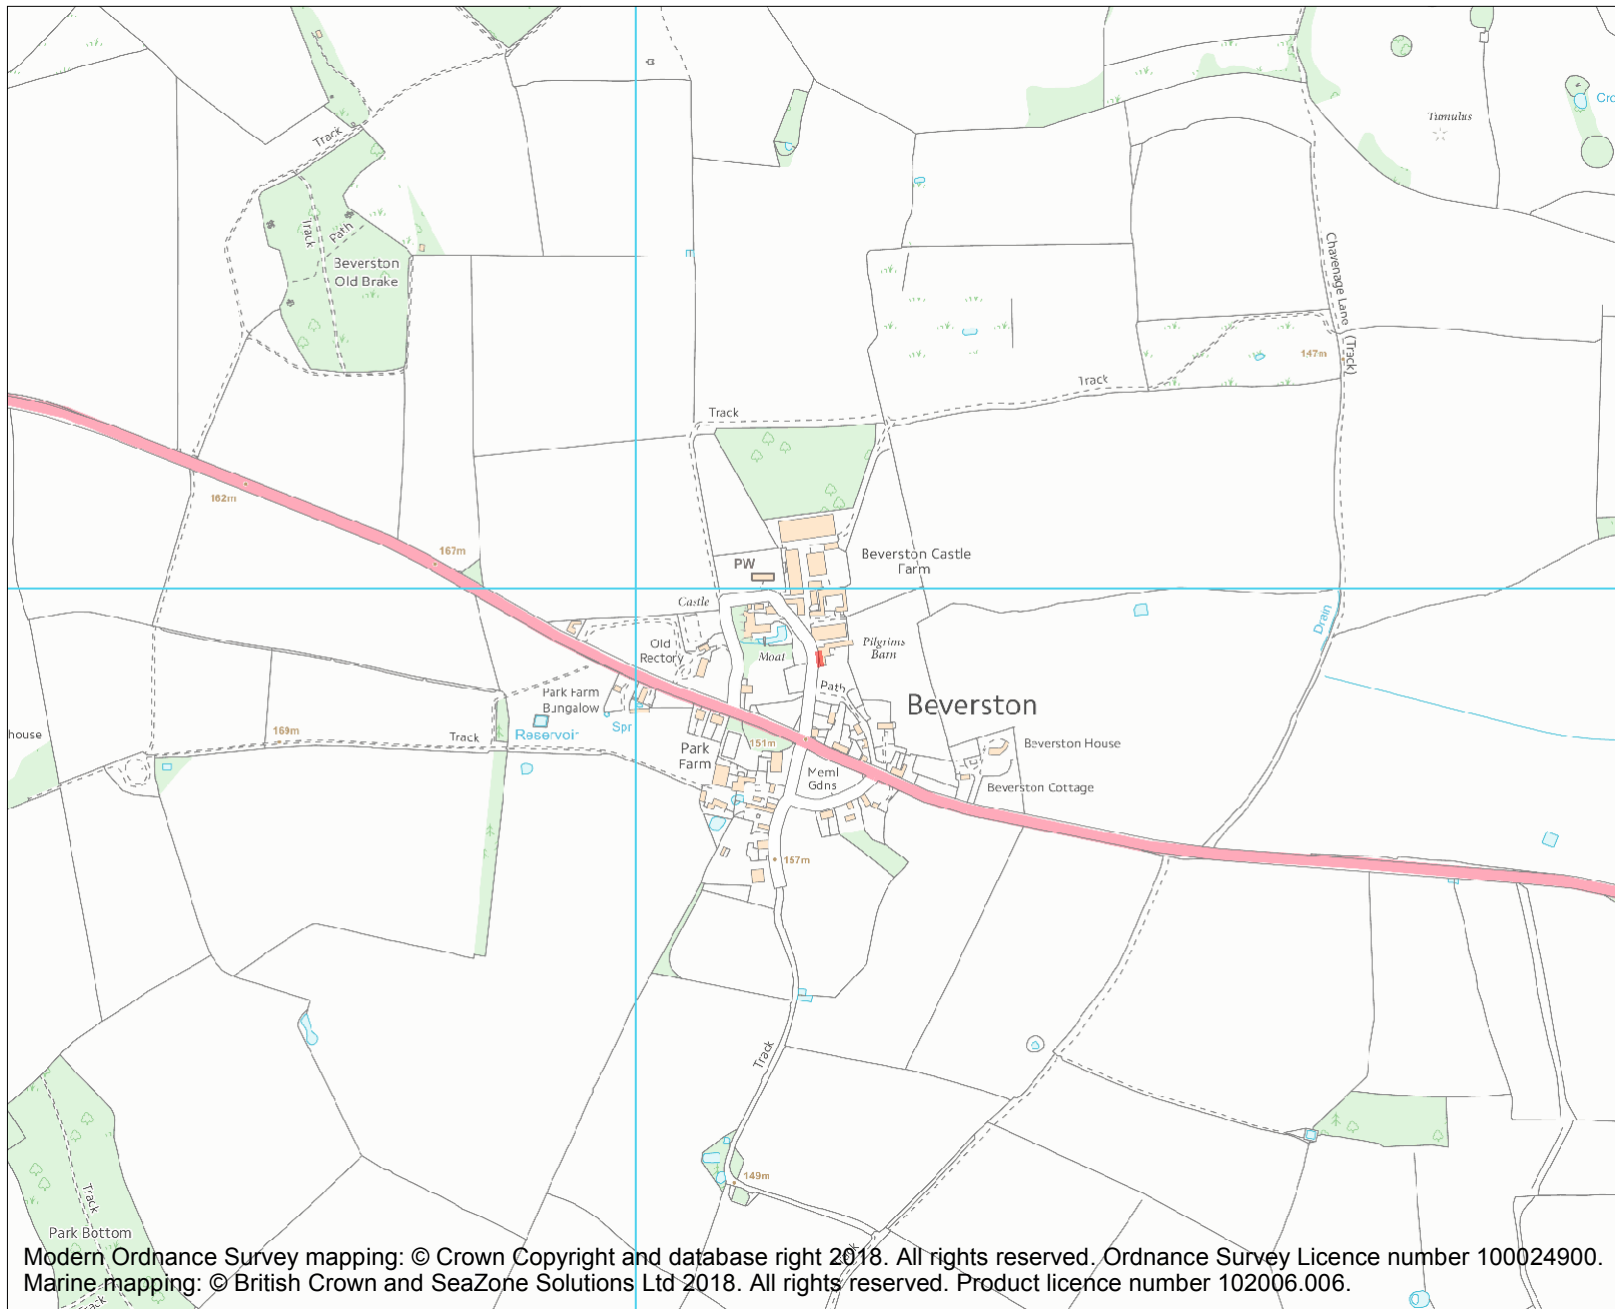 Tumulus
Track
Track
Path
Beverston
Old Brake
Chavenage Lane (Track)
147m
Track
Track
162m
167m
PW
Beverston Castle
Farm
Castle
Old
Rectory
Moat
Pilgrims
Barn
Drain
Path
Park Farm
Bungalow
Beverston
house
169m
Track
Reservoir
Spr
151m
Park
Farm
Meml
Gdns
Beverston House
Beverston Cottage
157m
Track
149m
Track
Park Bottom
Modern Ordnance Survey mapping: © Crown Copyright and database right 2018. All rights reserved. Ordnance Survey Licence number 100024900.
Marine mapping: © British Crown and SeaZone Solutions Ltd 2018. All rights reserved. Product licence number 102006.006.